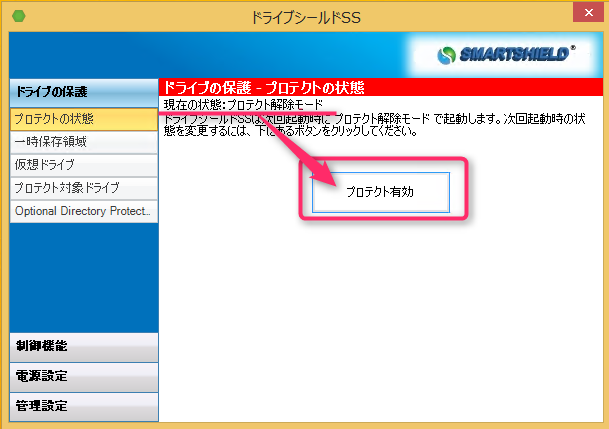 ドライブシールドSS
SMARTSHIELD®
ドライブの保護
プロテクトの状態
一時保存領域
仮想ドライブ
プロテクト対象ドライブ
Optional Directory Protect..
制御機能
電源設定
管理設定
ドライブの保護 - プロテクトの状態
現在の状態:プロテクト解除モード
ドライブシールドSSは次回起動時に プロテクト解除モード で起動します。次回起動時の状
態を変更するには、下にあるボタンをクリックしてください。
プロテクト有効